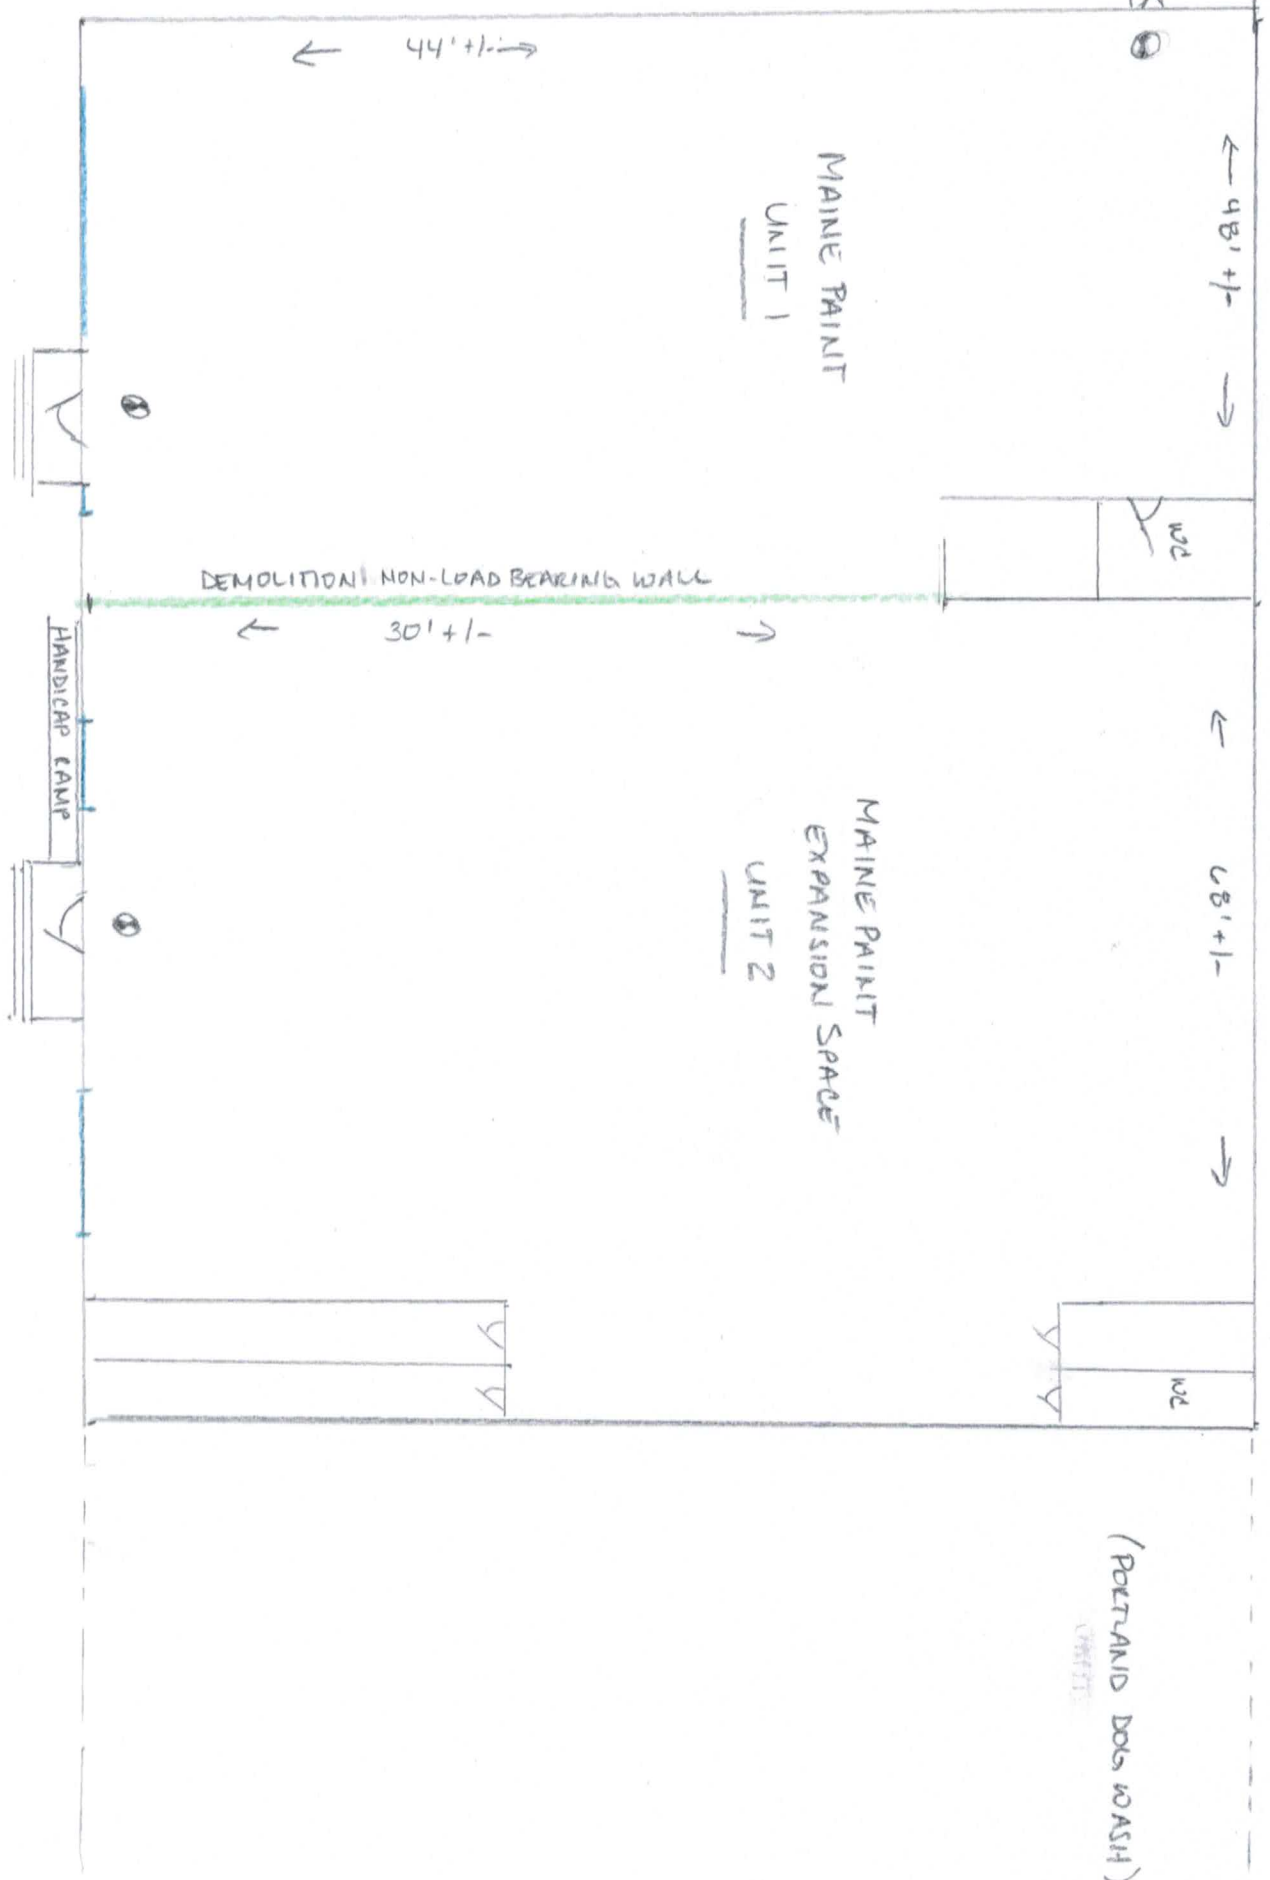 44' +/-
48' +/-
MAINE PAINT
UNIT 1
WC
DEMOLITION NON-LOAD BEARING WALL
30' +/-
HANDICAP RAMP
68' +/-
MAINE PAINT
EXPANSION SPACE
UNIT 2
WC
(PORTLAND DOG WASH)